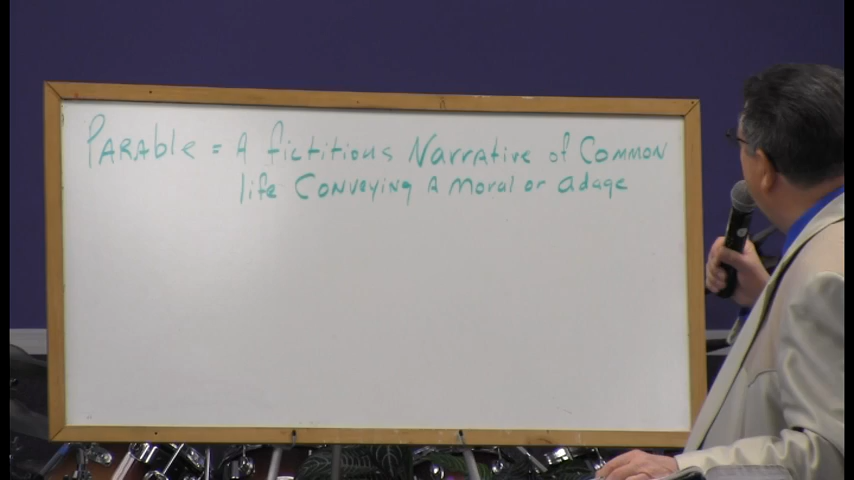 PARAble = A fictitious Narrative of COMMON
life CONveying A Moral or adage